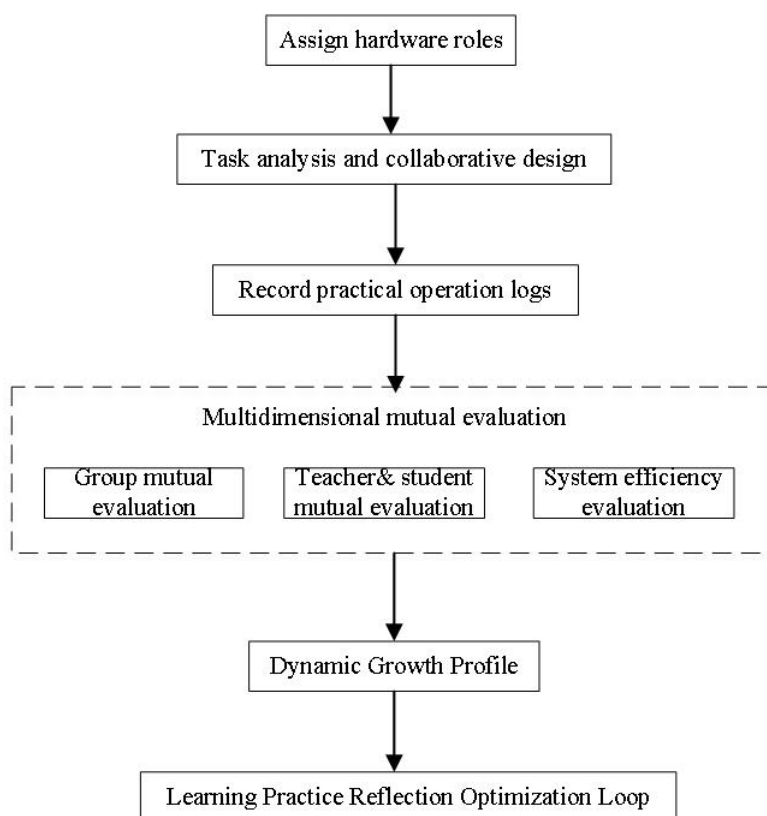 Assign hardware roles
Task analysis and collaborative design
Record practical operation logs
Multidimensional mutual evaluation
Group mutual
evaluation
Teacher& student
mutual evaluation
System efficiency
evaluation
Dynamic Growth Profile
Learning Practice Reflection Optimization Loop